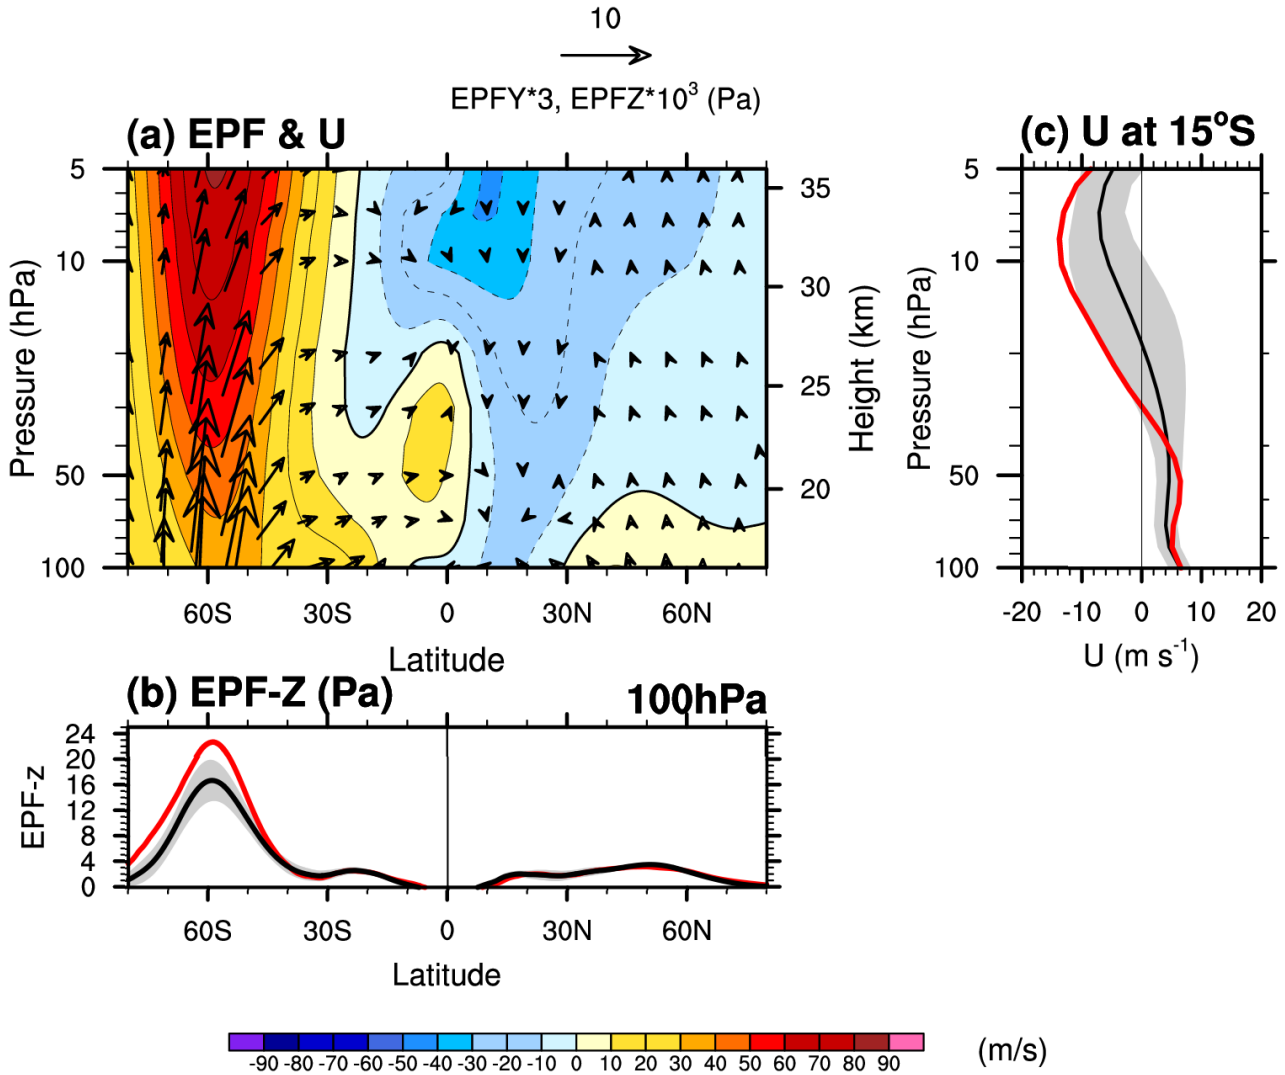 10
EPFY*3, EPFZ*10³ (Pa)
(a) EPF & U
(c) U at 15°S
5
10
50
100
Pressure (hPa)
35
30
25
20
Height (km)
60S 30S 0 30N 60N
Latitude
5
10
50
100
Pressure (hPa)
-20 -10 0 10 20
U (m s⁻¹)
(b) EPF-Z (Pa)
100hPa
24
20
16
12
8
4
0
EPF-z
60S 30S 0 30N 60N
Latitude
-90 -70 -60 -50 -40 -30 -20 -10 0 10 20 30 40 50 60 70 80 90
(m/s)